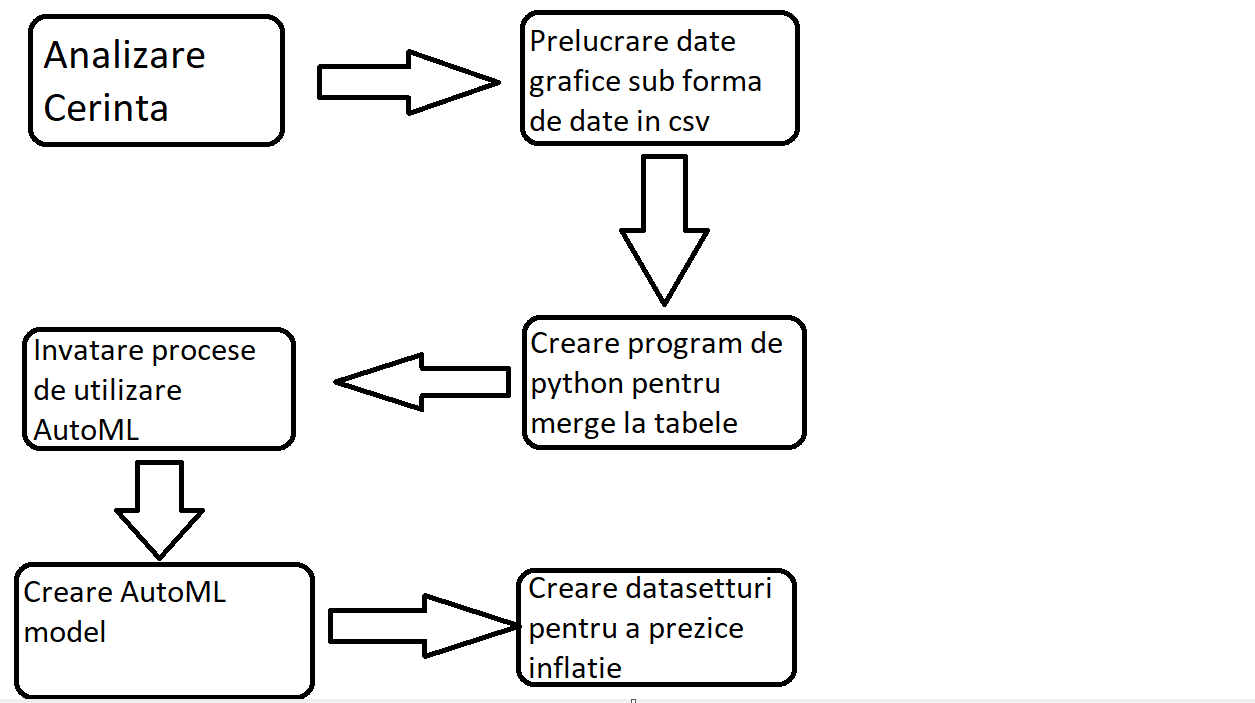 Analizare
Cerinta
Prelucrare date
grafice sub forma
de date in csv
Creare program de
python pentru
merge la tabele
Invatare procese
de utilizare
AutoML
Creare AutoML
model
Creare datasetturi
pentru a prezice
inflatie